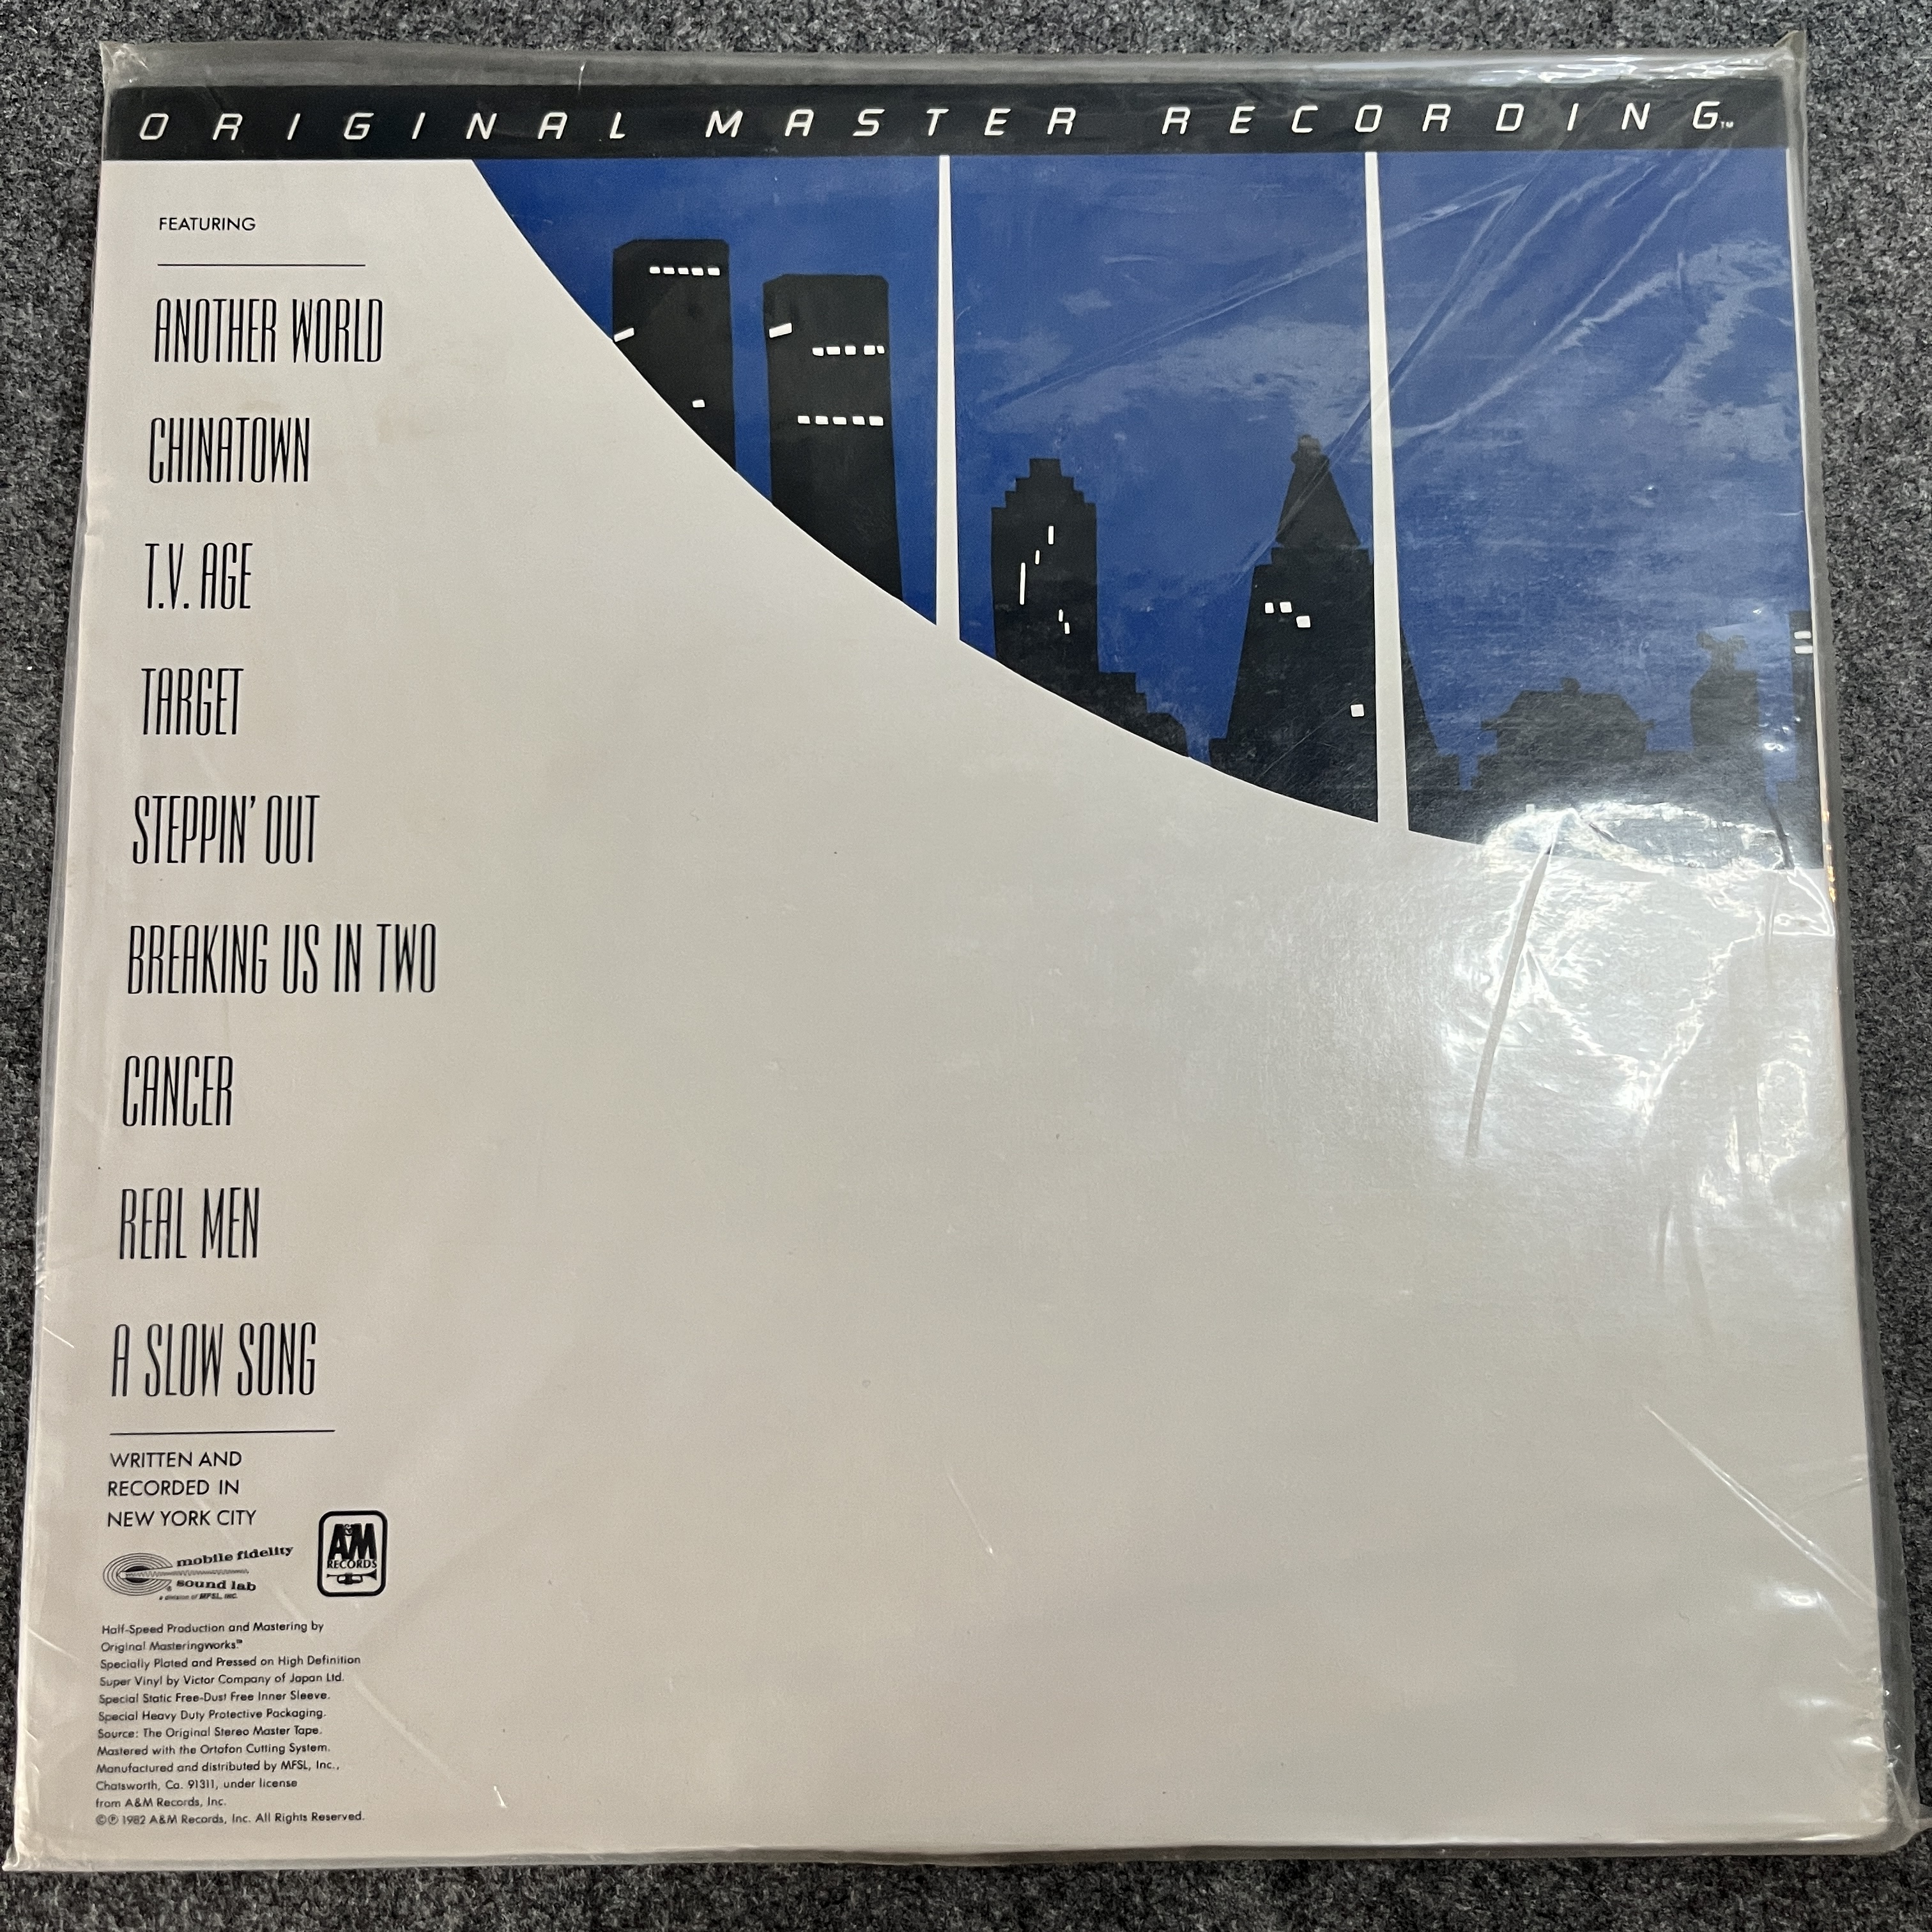 ORIGINAL MASTER RECORDING™
FEATURING
ANOTHER WORLD
CHINATOWN
T.V. AGE
TARGET
STEPPIN' OUT
BREAKING US IN TWO
CANCER
REAL MEN
A SLOW SONG
WRITTEN AND
RECORDED IN
NEW YORK CITY
mobile fidelity
sound lab
a division of MFSL, INC.
A&M
RECORDS
Half-Speed Production and Mastering by
Original Masteringworks℠
Specially Plated and Pressed on High Definition
Super Vinyl by Victor Company of Japan Ltd.
Special Static Free-Dust Free Inner Sleeve.
Special Heavy Duty Protective Packaging.
Source: The Original Stereo Master Tape.
Mastered with the Ortofon Cutting System.
Manufactured and distributed by MFSL, Inc.,
Chatsworth, Ca. 91311, under license
from A&M Records, Inc.
©℗ 1982 A&M Records, Inc. All Rights Reserved.